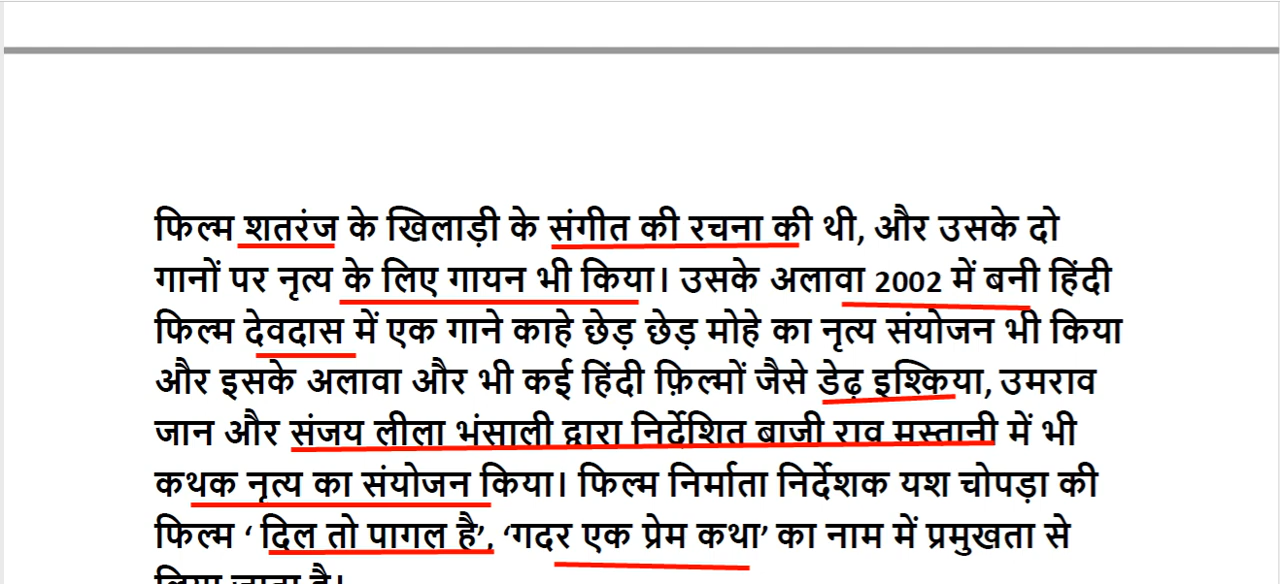 फिल्म शतरंज के खिलाड़ी के संगीत की रचना की थी, और उसके दो
गानों पर नृत्य के लिए गायन भी किया। उसके अलावा 2002 में बनी हिंदी
फिल्म देवदास में एक गाने काहे छेड़ छेड़ मोहे का नृत्य संयोजन भी किया
और इसके अलावा और भी कई हिंदी फ़िल्मों जैसे डेढ़ इश्किया, उमराव
जान और संजय लीला भंसाली द्वारा निर्देशित बाजी राव मस्तानी में भी
कथक नृत्य का संयोजन किया। फिल्म निर्माता निर्देशक यश चोपड़ा की
फिल्म ‘ दिल तो पागल है’, ‘गदर एक प्रेम कथा’ का नाम में प्रमुखता से
लिया जाता है।